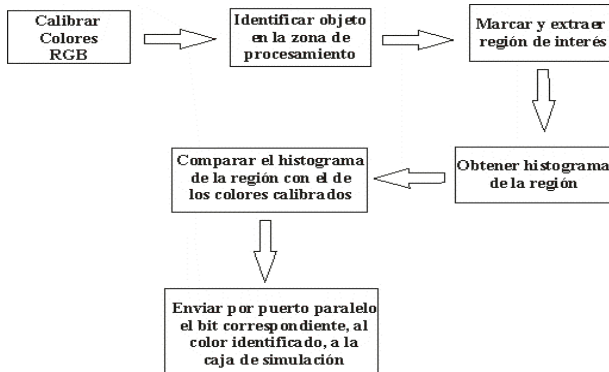 Calibrar
Colores
RGB
Identificar objeto
en la zona de
procesamiento
Marcar y extraer
región de interés
Obtener histograma
de la región
Comparar el histograma
de la región con el de
los colores calibrados
Enviar por puerto paralelo
el bit correspondiente, al
color identificado, a la
caja de simulación